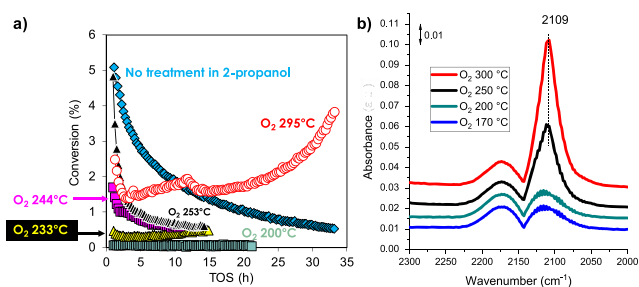 a)
No treatment in 2-propanol
O₂ 295°C
O₂ 244°C
O₂ 253°C
O₂ 233°C
O₂ 200°C
Conversion (%)
6
5
4
3
2
1
0
0 5 10 15 20 25 30 35
TOS (h)
b)
2109
0.01
O₂ 300 °C
O₂ 250 °C
O₂ 200 °C
O₂ 170 °C
Absorbance
0.11
0.10
0.09
0.08
0.07
0.06
0.05
0.04
0.03
0.02
0.01
0.00
2300 2250 2200 2150 2100 2050 2000
Wavenumber (cm⁻¹)